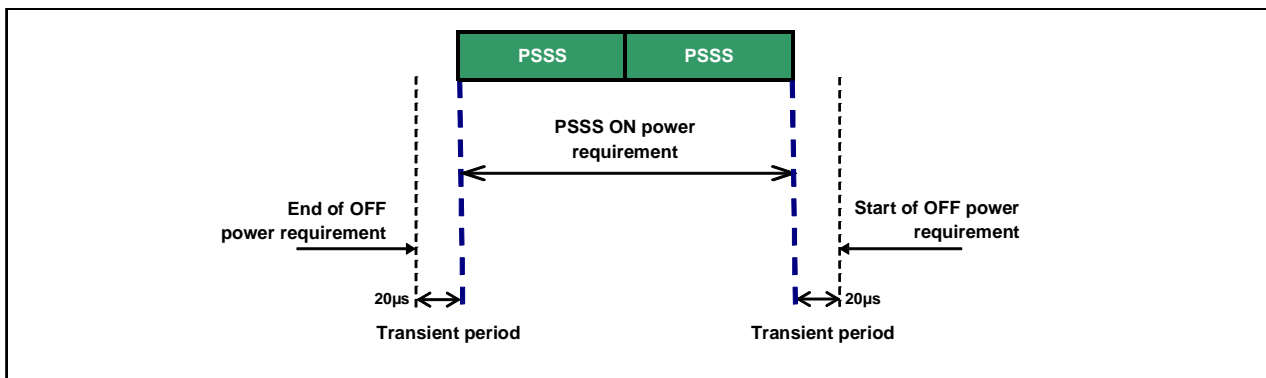 PSSS PSSS
PSSS ON power
requirement
End of OFF
power requirement
Start of OFF power
requirement
20µs
20µs
Transient period
Transient period